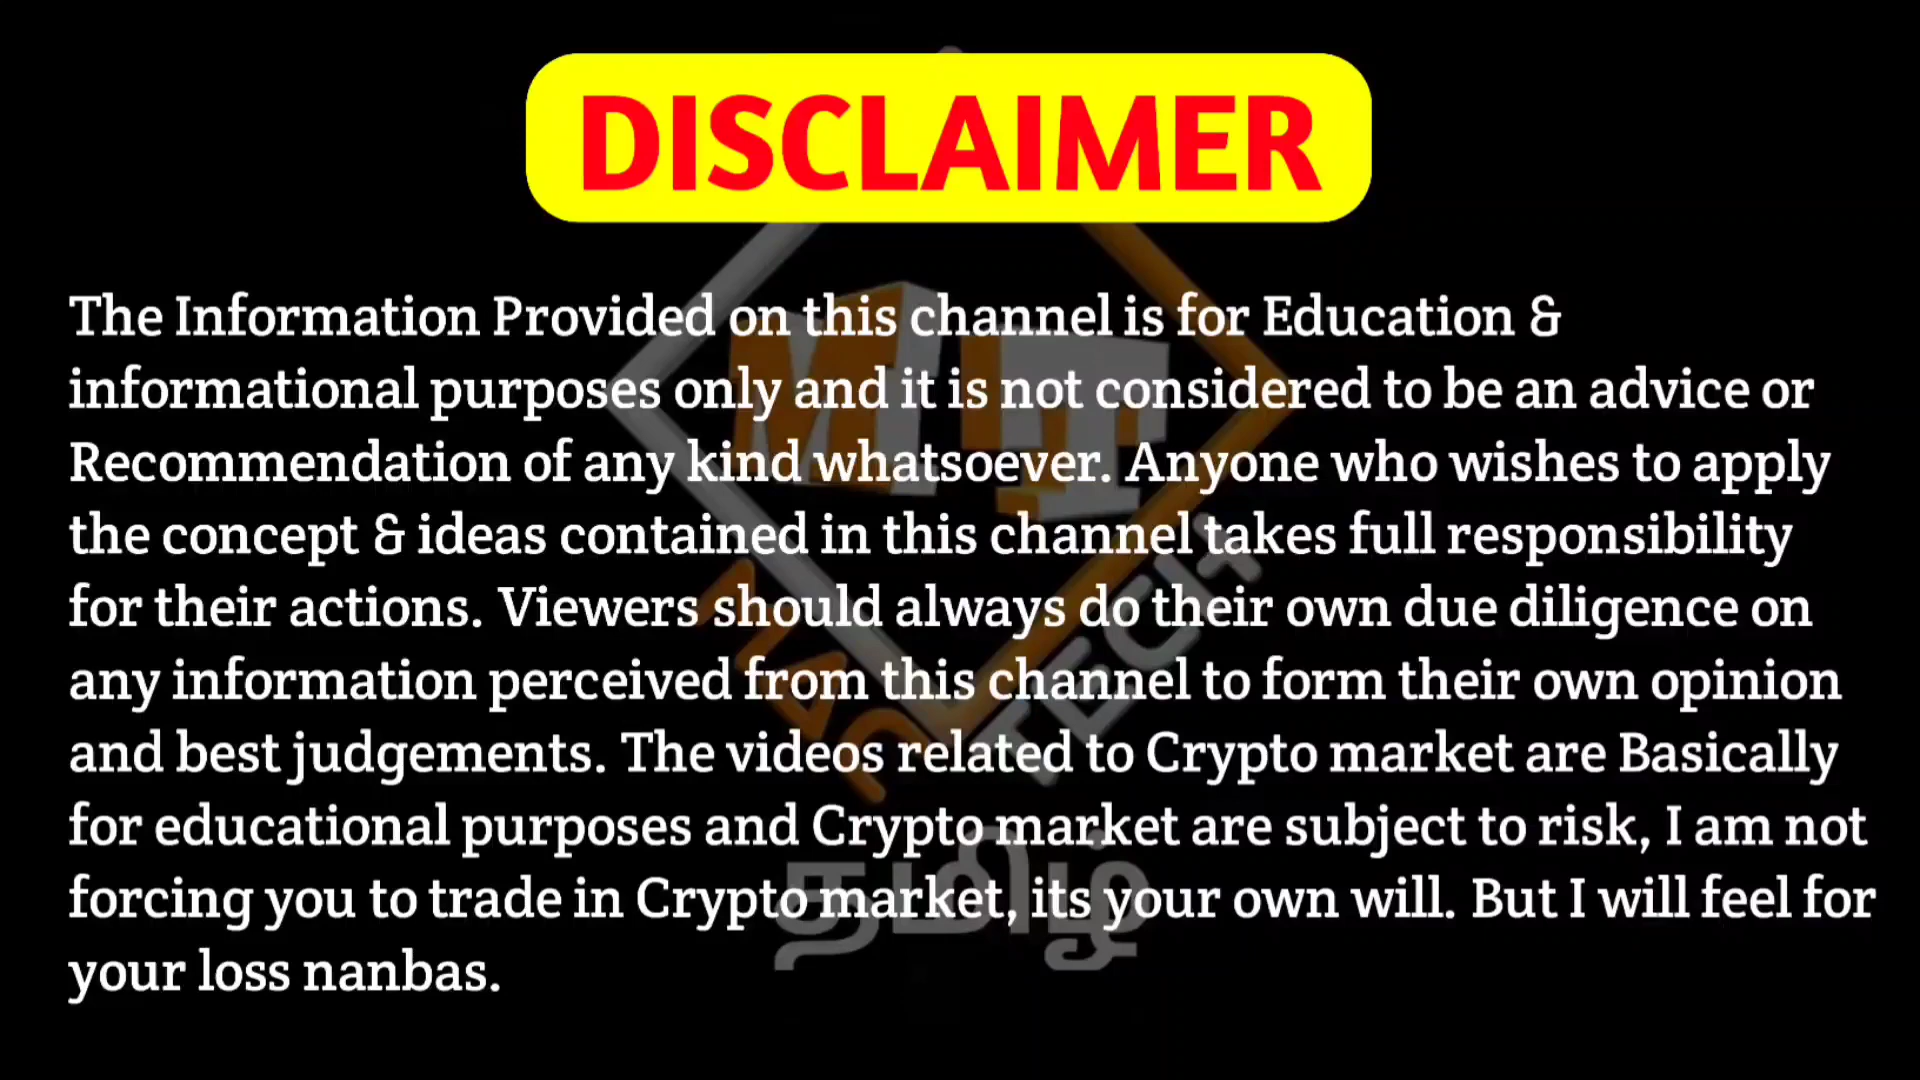 DISCLAIMER
The Information Provided on this channel is for Education &
informational purposes only and it is not considered to be an advice or
Recommendation of any kind whatsoever. Anyone who wishes to apply
the concept & ideas contained in this channel takes full responsibility
for their actions. Viewers should always do their own due diligence on
any information perceived from this channel to form their own opinion
and best judgements. The videos related to Crypto market are Basically
for educational purposes and Crypto market are subject to risk, I am not
forcing you to trade in Crypto market, its your own will. But I will feel for
your loss nanbas.
MT
TECH
தமிழ்